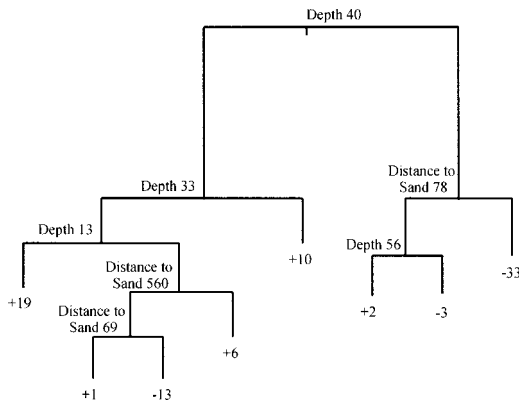 Depth 40
Distance to
Sand 78
Depth 33
Depth 13
Depth 56
Distance to
Sand 560
+10
-33
+19
Distance to
Sand 69
+2
-3
+6
+1
-13